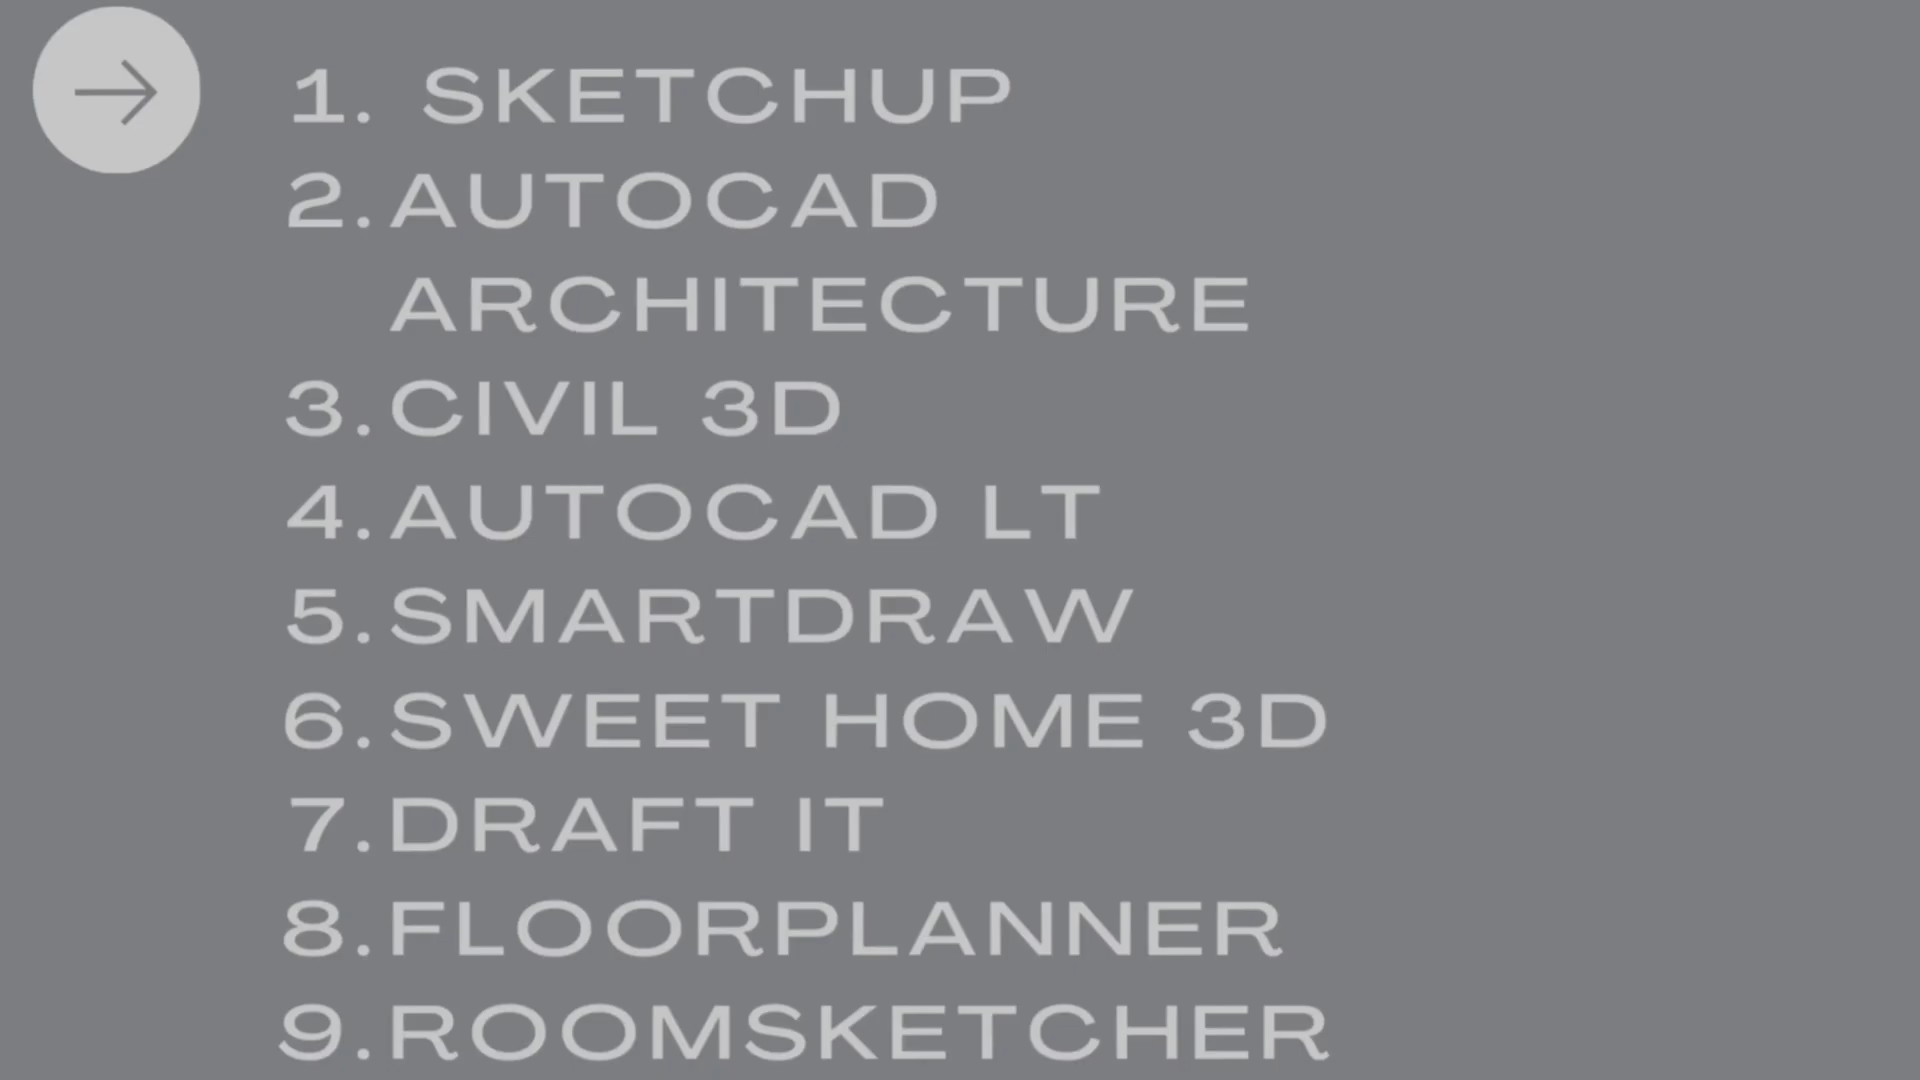 1. SKETCHUP
2. AUTOCAD
ARCHITECTURE
3. CIVIL 3D
4. AUTOCAD LT
5. SMARTDRAW
6. SWEET HOME 3D
7. DRAFT IT
8. FLOORPLANNER
9. ROOMSKETCHER